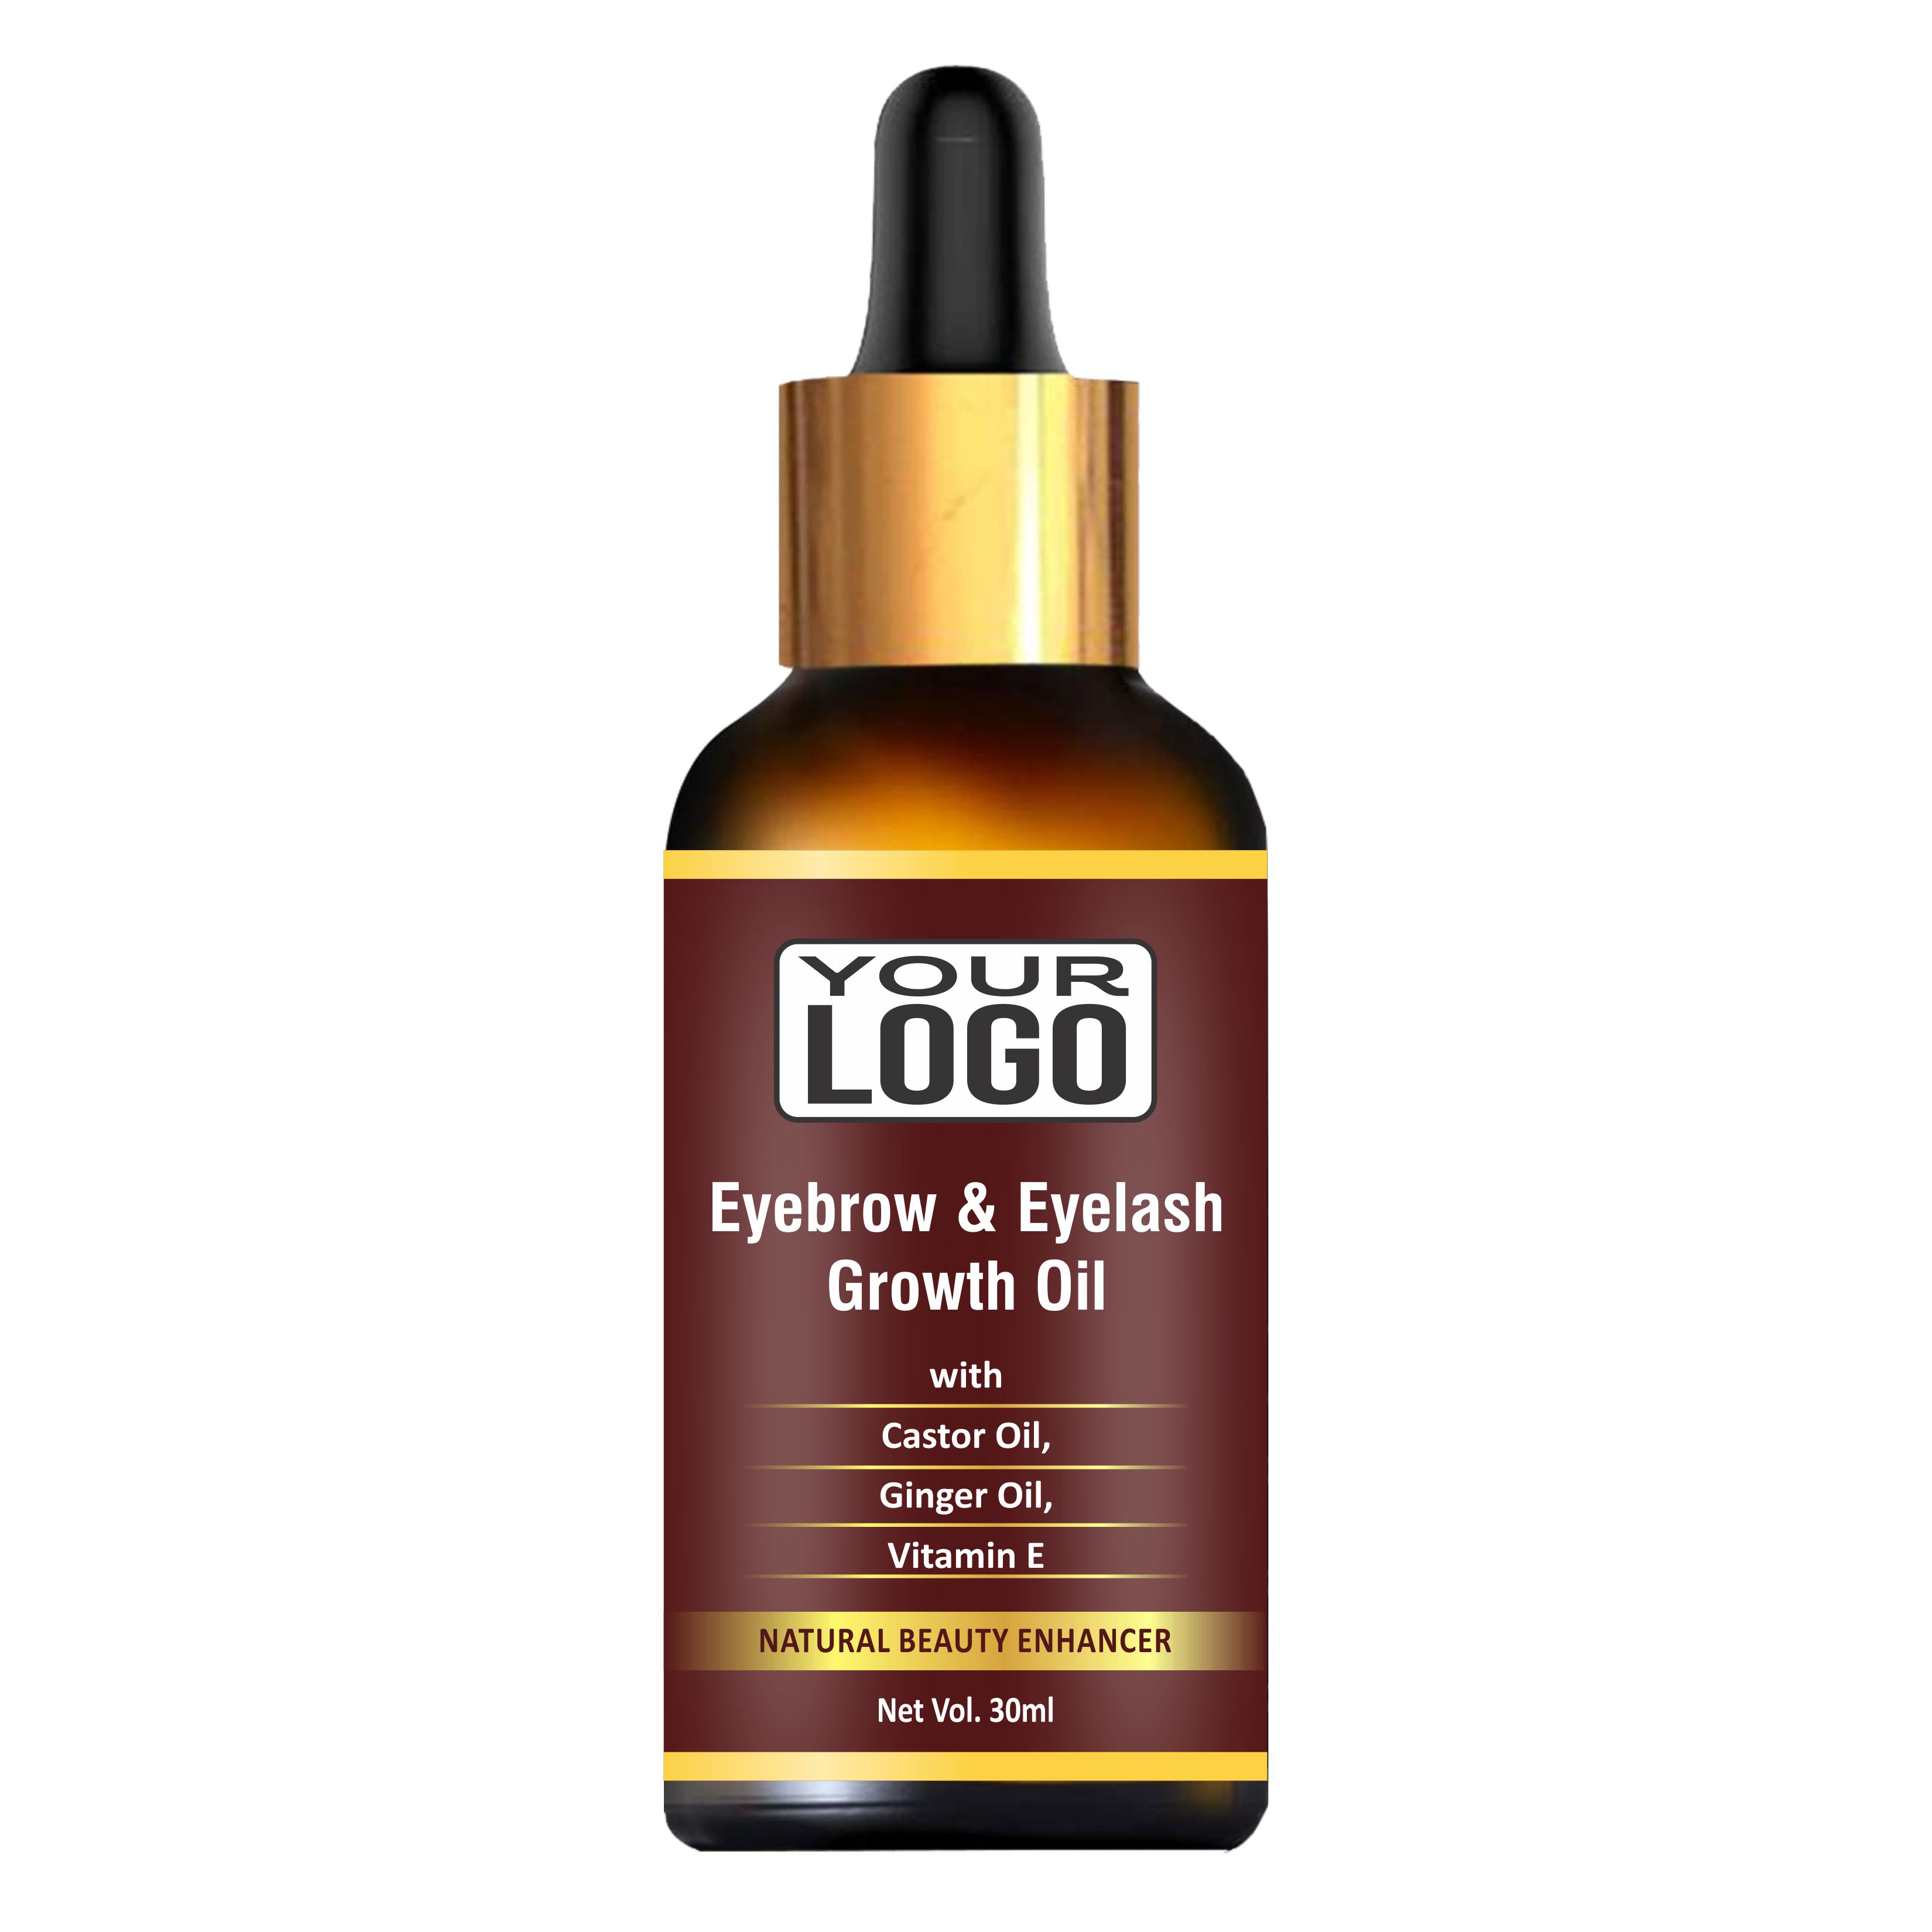 YOUR
LOGO
Eyebrow & Eyelash
Growth Oil
with
Castor Oil,
Ginger Oil,
Vitamin E
NATURAL BEAUTY ENHANCER
Net Vol. 30ml